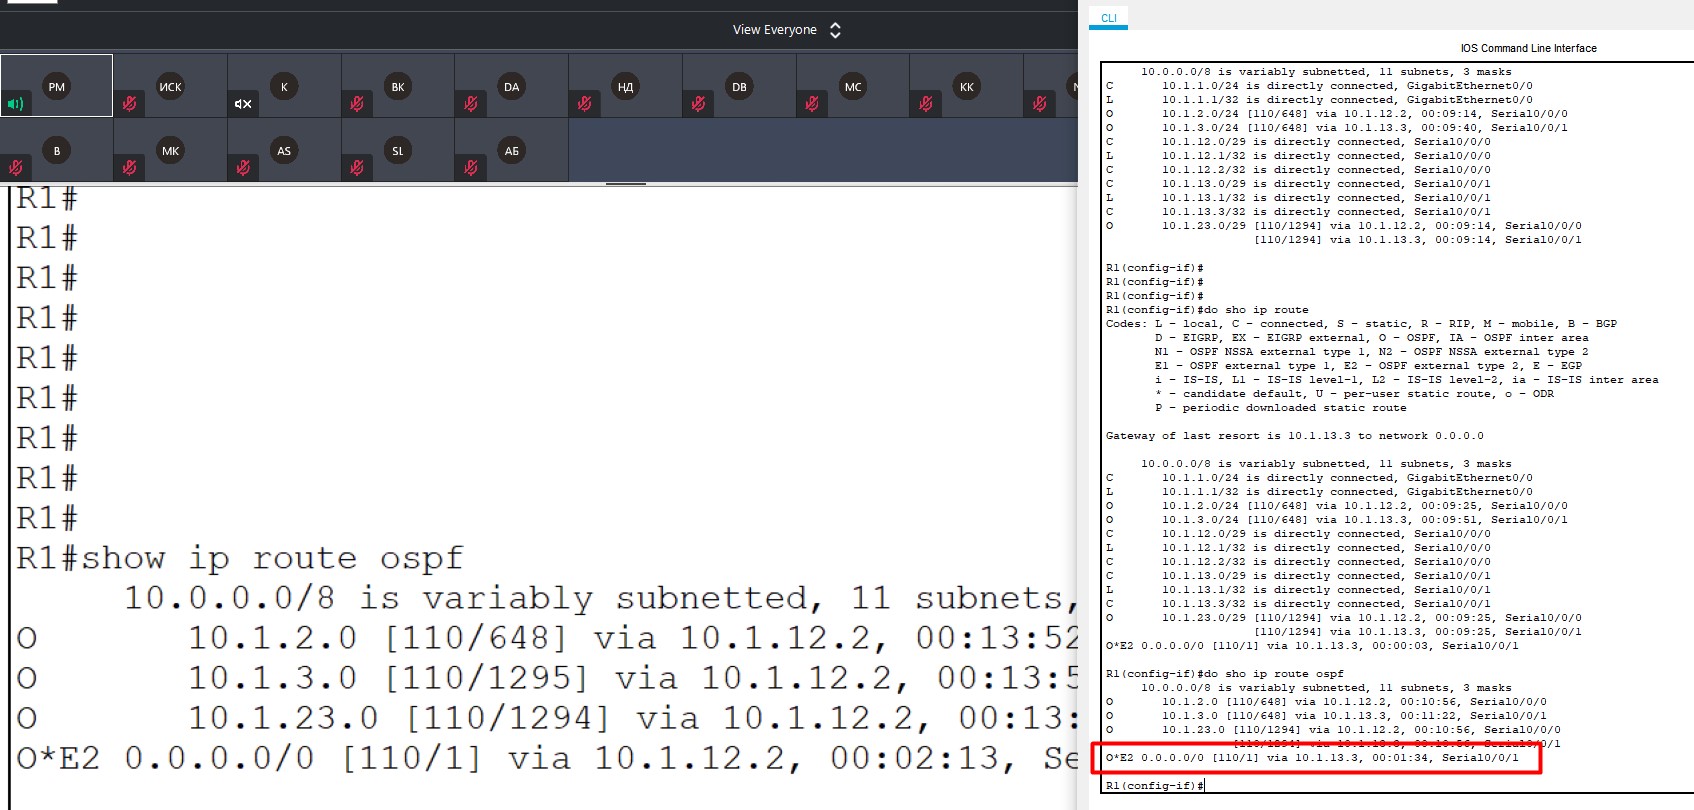 View Everyone
PM
ИСК
K
BK
DA
НД
DB
MC
KK
B
MK
AS
SL
АБ
R1#
R1#
R1#
R1#
R1#
R1#
R1#
R1#
R1#
R1#show ip route ospf
10.0.0.0/8 is variably subnetted, 11 subnets,
O 10.1.2.0 [110/648] via 10.1.12.2, 00:13:52
O 10.1.3.0 [110/1295] via 10.1.12.2, 00:13:5
O 10.1.23.0 [110/1294] via 10.1.12.2, 00:13:
O*E2 0.0.0.0/0 [110/1] via 10.1.12.2, 00:02:13, Se
CLI
IOS Command Line Interface
10.0.0.0/8 is variably subnetted, 11 subnets, 3 masks
C 10.1.1.0/24 is directly connected, GigabitEthernet0/0
L 10.1.1.1/32 is directly connected, GigabitEthernet0/0
O 10.1.2.0/24 [110/648] via 10.1.12.2, 00:09:14, Serial0/0/0
O 10.1.3.0/24 [110/648] via 10.1.13.3, 00:09:40, Serial0/0/1
C 10.1.12.0/29 is directly connected, Serial0/0/0
L 10.1.12.1/32 is directly connected, Serial0/0/0
C 10.1.12.2/32 is directly connected, Serial0/0/0
C 10.1.13.0/29 is directly connected, Serial0/0/1
L 10.1.13.1/32 is directly connected, Serial0/0/1
C 10.1.13.3/32 is directly connected, Serial0/0/1
O 10.1.23.0/29 [110/1294] via 10.1.12.2, 00:09:14, Serial0/0/0
[110/1294] via 10.1.13.3, 00:09:14, Serial0/0/1
R1(config-if)#
R1(config-if)#
R1(config-if)#
R1(config-if)#do sho ip route
Codes: L - local, C - connected, S - static, R - RIP, M - mobile, B - BGP
D - EIGRP, EX - EIGRP external, O - OSPF, IA - OSPF inter area
N1 - OSPF NSSA external type 1, N2 - OSPF NSSA external type 2
E1 - OSPF external type 1, E2 - OSPF external type 2, E - EGP
i - IS-IS, L1 - IS-IS level-1, L2 - IS-IS level-2, ia - IS-IS inter area
* - candidate default, U - per-user static route, o - ODR
P - periodic downloaded static route
Gateway of last resort is 10.1.13.3 to network 0.0.0.0
10.0.0.0/8 is variably subnetted, 11 subnets, 3 masks
C 10.1.1.0/24 is directly connected, GigabitEthernet0/0
L 10.1.1.1/32 is directly connected, GigabitEthernet0/0
O 10.1.2.0/24 [110/648] via 10.1.12.2, 00:09:25, Serial0/0/0
O 10.1.3.0/24 [110/648] via 10.1.13.3, 00:09:51, Serial0/0/1
C 10.1.12.0/29 is directly connected, Serial0/0/0
L 10.1.12.1/32 is directly connected, Serial0/0/0
C 10.1.12.2/32 is directly connected, Serial0/0/0
C 10.1.13.0/29 is directly connected, Serial0/0/1
L 10.1.13.1/32 is directly connected, Serial0/0/1
C 10.1.13.3/32 is directly connected, Serial0/0/1
O 10.1.23.0/29 [110/1294] via 10.1.12.2, 00:09:25, Serial0/0/0
[110/1294] via 10.1.13.3, 00:09:25, Serial0/0/1
O*E2 0.0.0.0/0 [110/1] via 10.1.13.3, 00:00:03, Serial0/0/1
R1(config-if)#do sho ip route ospf
10.0.0.0/8 is variably subnetted, 11 subnets, 3 masks
O 10.1.2.0 [110/648] via 10.1.12.2, 00:10:56, Serial0/0/0
O 10.1.3.0 [110/648] via 10.1.13.3, 00:11:22, Serial0/0/1
O 10.1.23.0 [110/1294] via 10.1.12.2, 00:10:56, Serial0/0/0
[110/1294] via 10.1.13.3, 00:10:56, Serial0/0/1
O*E2 0.0.0.0/0 [110/1] via 10.1.13.3, 00:01:34, Serial0/0/1
R1(config-if)#